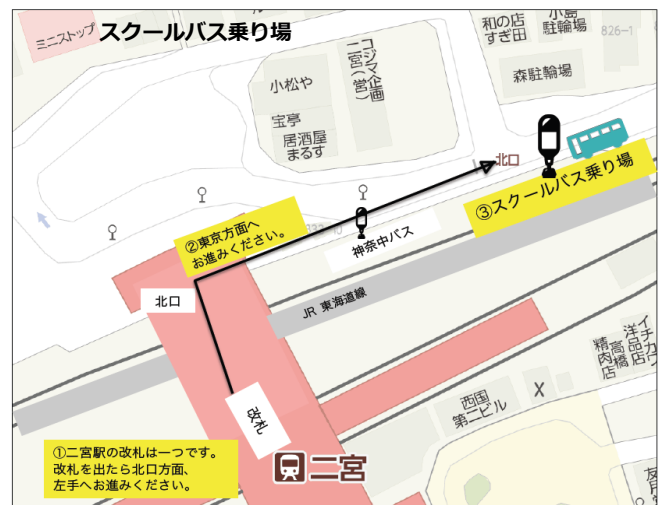 スクールバス乗り場
ミニストップ
和の店
すぎ田
小島
駐輪場
826-1
コジマ企画
二宮(営)
小松や
森駐輪場
宝亭
居酒屋
まるす
北口
③スクールバス乗り場
②東京方面へ
お進みください。
神奈中バス
北口
JR 東海道線
改札
イチカワ
洋品店
高橋
精肉店
西国
第二ビル
①二宮駅の改札は一つです。
改札を出たら北口方面、
左手へお進みください。
二宮